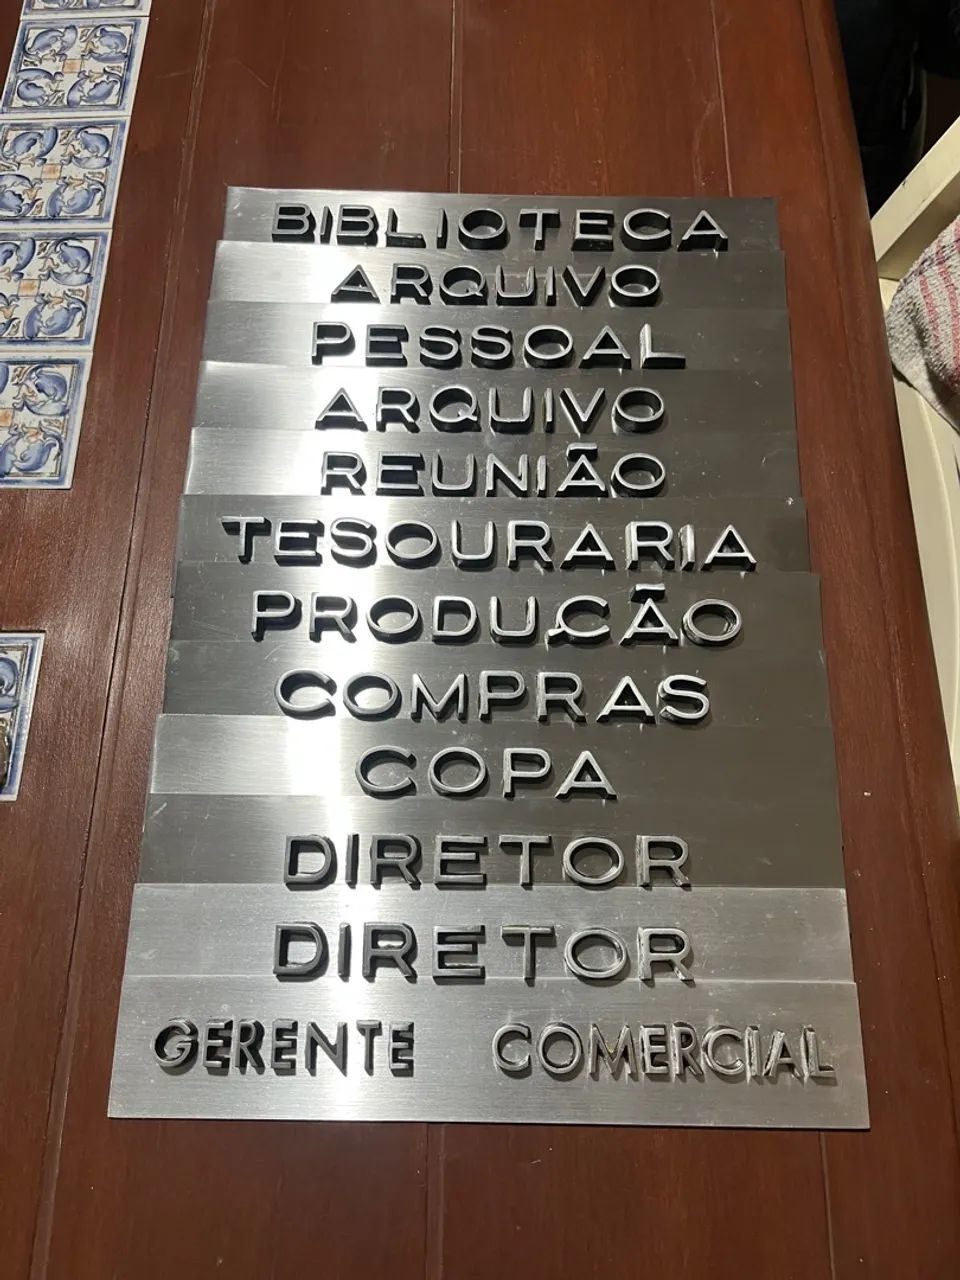 BIBLIOTECA
ARQUIVO
PESSOAL
ARQUIVO
REUNIÃO
TESOURARIA
PRODUÇÃO
COMPRAS
COPA
DIRETOR
DIRETOR
GERENTE COMERCIAL